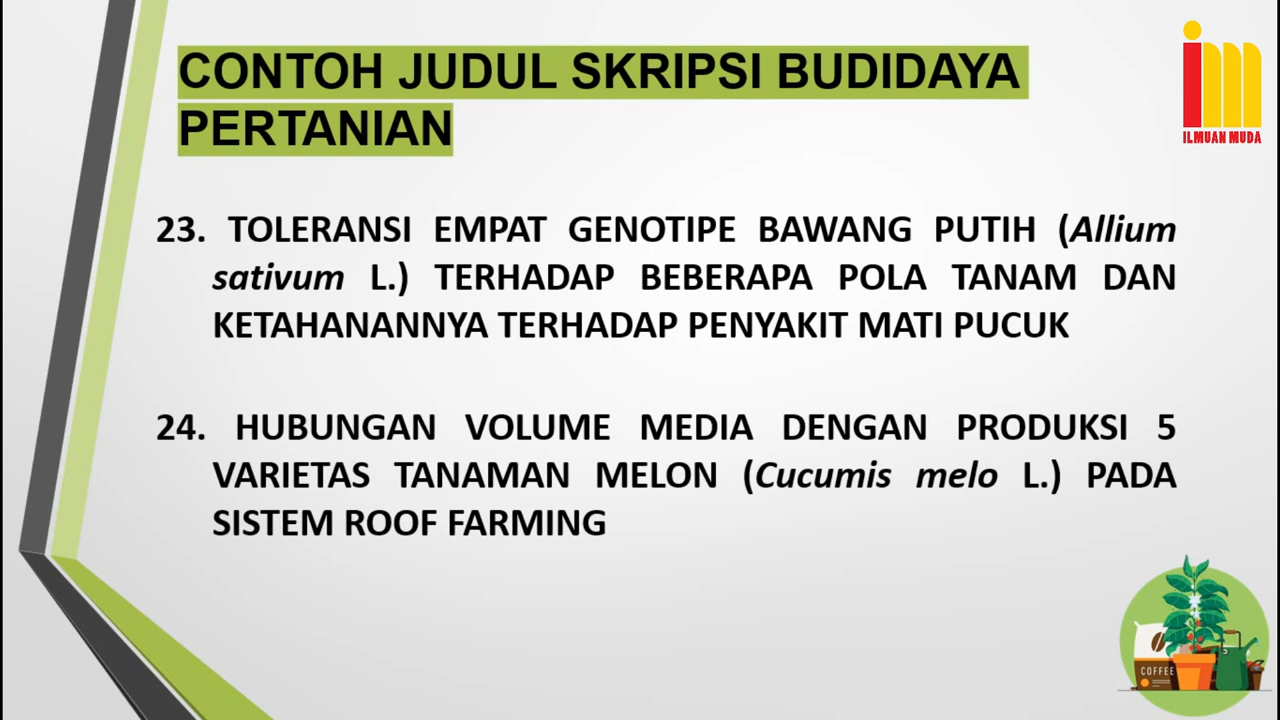 CONTOH JUDUL SKRIPSI BUDIDAYA
PERTANIAN
ILMUAN MUDA
23. TOLERANSI EMPAT GENOTIPE BAWANG PUTIH (Allium
sativum L.) TERHADAP BEBERAPA POLA TANAM DAN
KETAHANANNYA TERHADAP PENYAKIT MATI PUCUK
24. HUBUNGAN VOLUME MEDIA DENGAN PRODUKSI 5
VARIETAS TANAMAN MELON (Cucumis melo L.) PADA
SISTEM ROOF FARMING
COFFEE